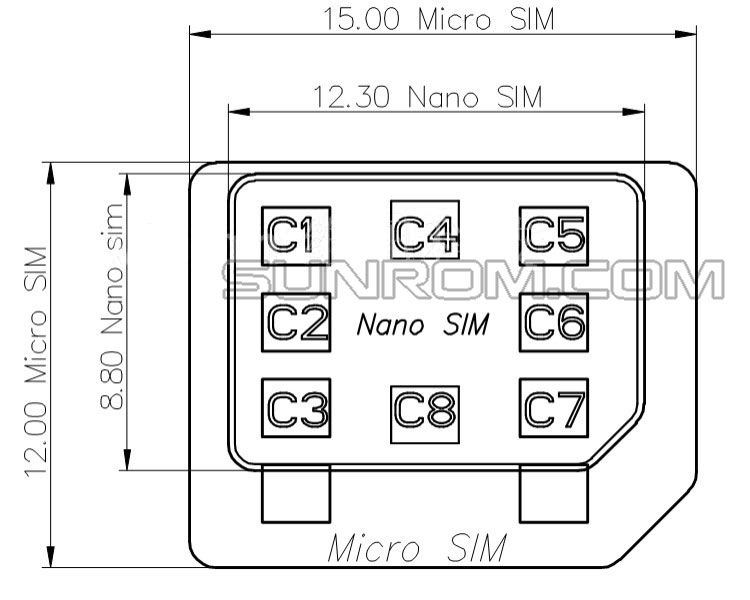 15.00 Micro SIM
12.30 Nano SIM
12.00 Micro SIM
8.80 Nano sim
C1 C4 C5
SUNROM.COM
C2 Nano SIM C6
C3 C8 C7
Micro SIM